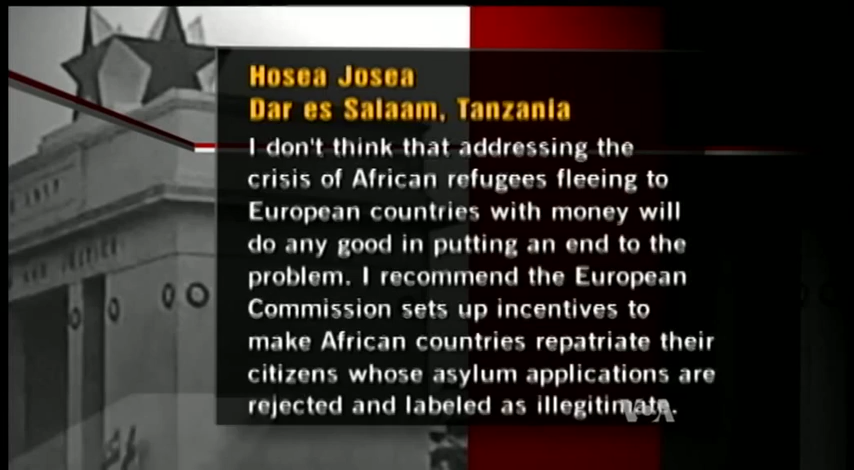 Hosea Josea
Dar es Salaam, Tanzania
I don't think that addressing the
crisis of African refugees fleeing to
European countries with money will
do any good in putting an end to the
problem. I recommend the European
Commission sets up incentives to
make African countries repatriate their
citizens whose asylum applications are
rejected and labeled as illegitimate.
VOA
AND JUSTICE